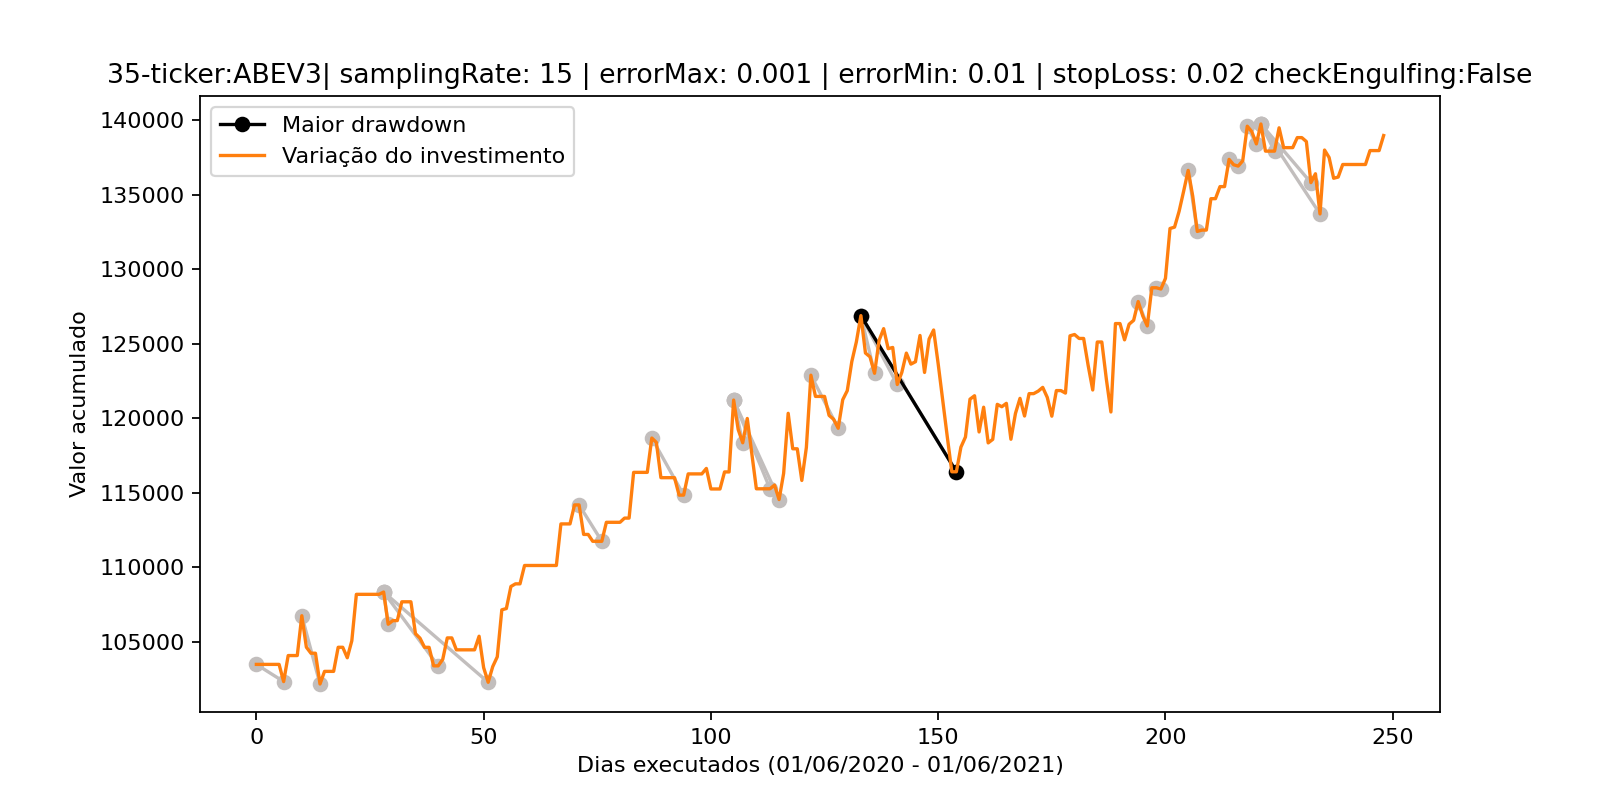 35-ticker:ABEV3| samplingRate: 15 | errorMax: 0.001 | errorMin: 0.01 | stopLoss: 0.02 checkEngulfing:False
Maior drawdown
Variação do investimento
140000
135000
130000
125000
120000
115000
110000
105000
Valor acumulado
0 50 100 150 200 250
Dias executados (01/06/2020 - 01/06/2021)